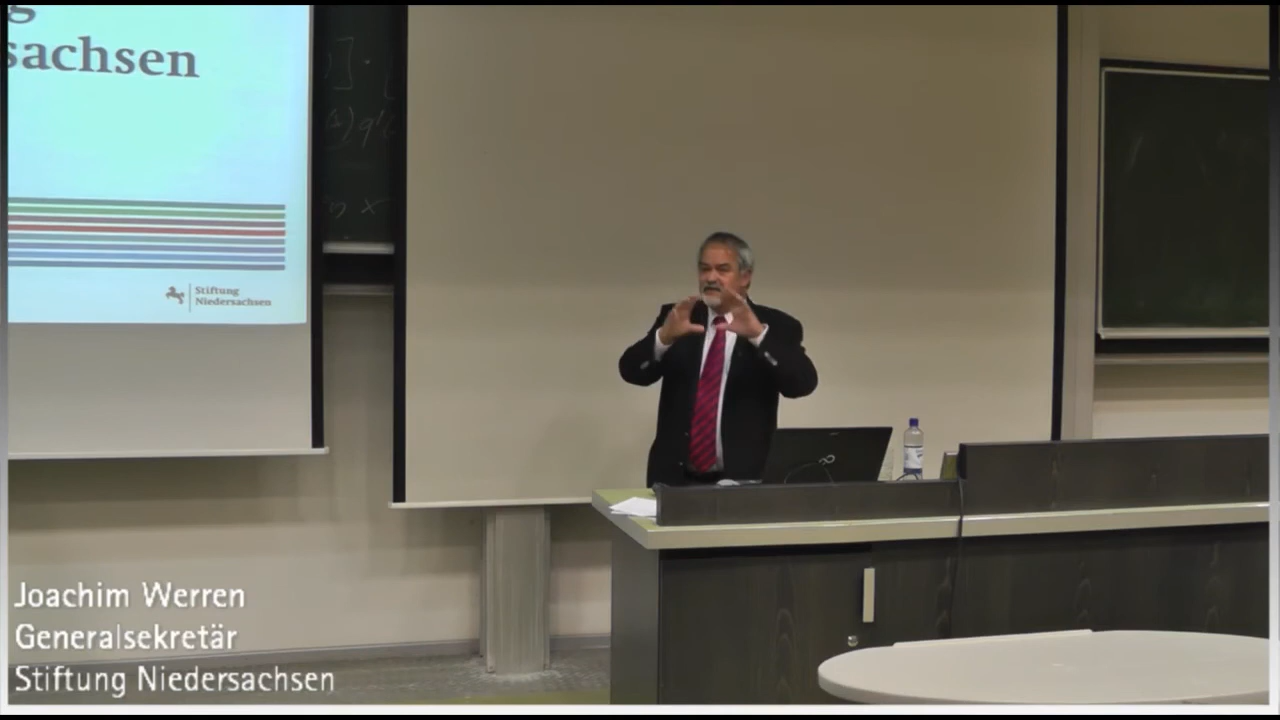 g
sachsen
Stiftung
Niedersachsen
Joachim Werren
Generalsekretär
Stiftung Niedersachsen